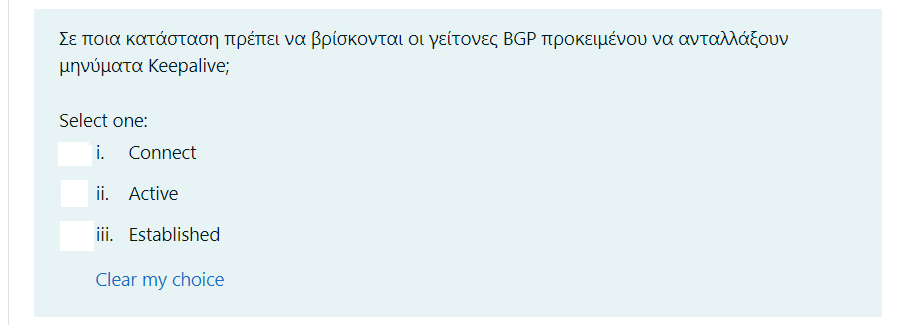 Σε ποια κατάσταση πρέπει να βρίσκονται οι γείτονες BGP προκειμένου να ανταλλάξουν
μηνύματα Keepalive;
Select one:
i. Connect
ii. Active
iii. Established
Clear my choice